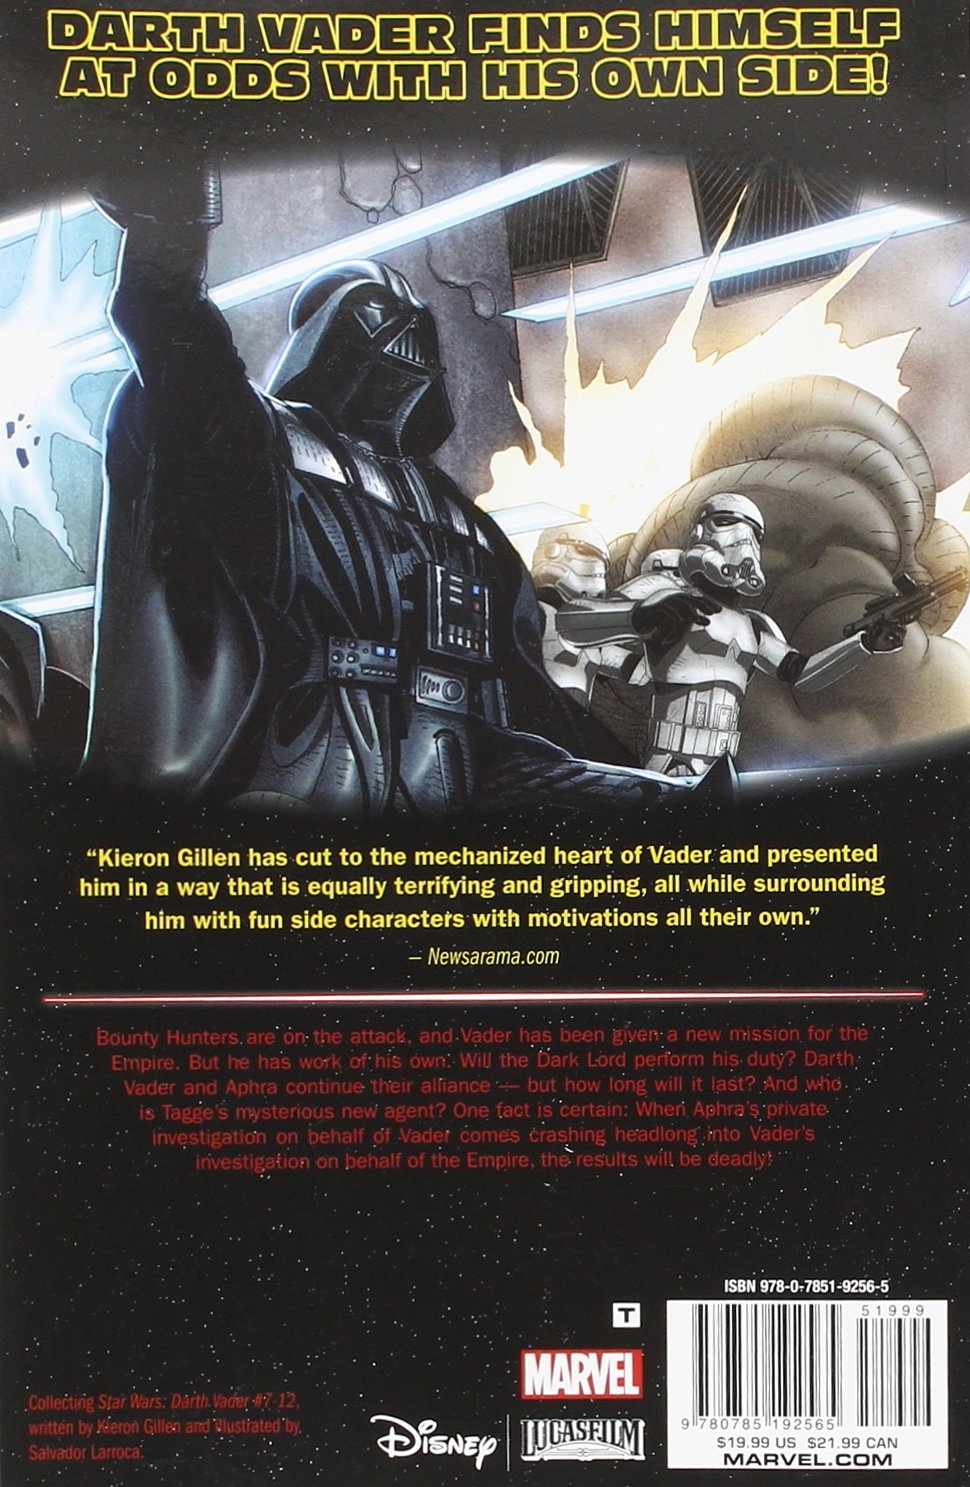 DARTH VADER FINDS HIMSELF
AT ODDS WITH HIS OWN SIDE!
“Kieron Gillen has cut to the mechanized heart of Vader and presented
him in a way that is equally terrifying and gripping, all while surrounding
him with fun side characters with motivations all their own.”
— Newsarama.com
Bounty Hunters are on the attack, and Vader has been given a new mission for the
Empire. But he has work of his own. Will the Dark Lord perform his duty? Darth
Vader and Aphra continue their alliance — but how long will it last? And who
is Tagge's mysterious new agent? One fact is certain: When Aphra's private
investigation on behalf of Vader comes crashing headlong into Vader's
investigation on behalf of the Empire, the results will be deadly!
ISBN 978-0-7851-9256-5
51999
T
MARVEL
Collecting Star Wars: Darth Vader #7-12,
written by Kieron Gillen and illustrated by
Salvador Larroca.
DISNEY
LUCASFILM
9 780785 192565
$19.99 US $21.99 CAN
MARVEL.COM